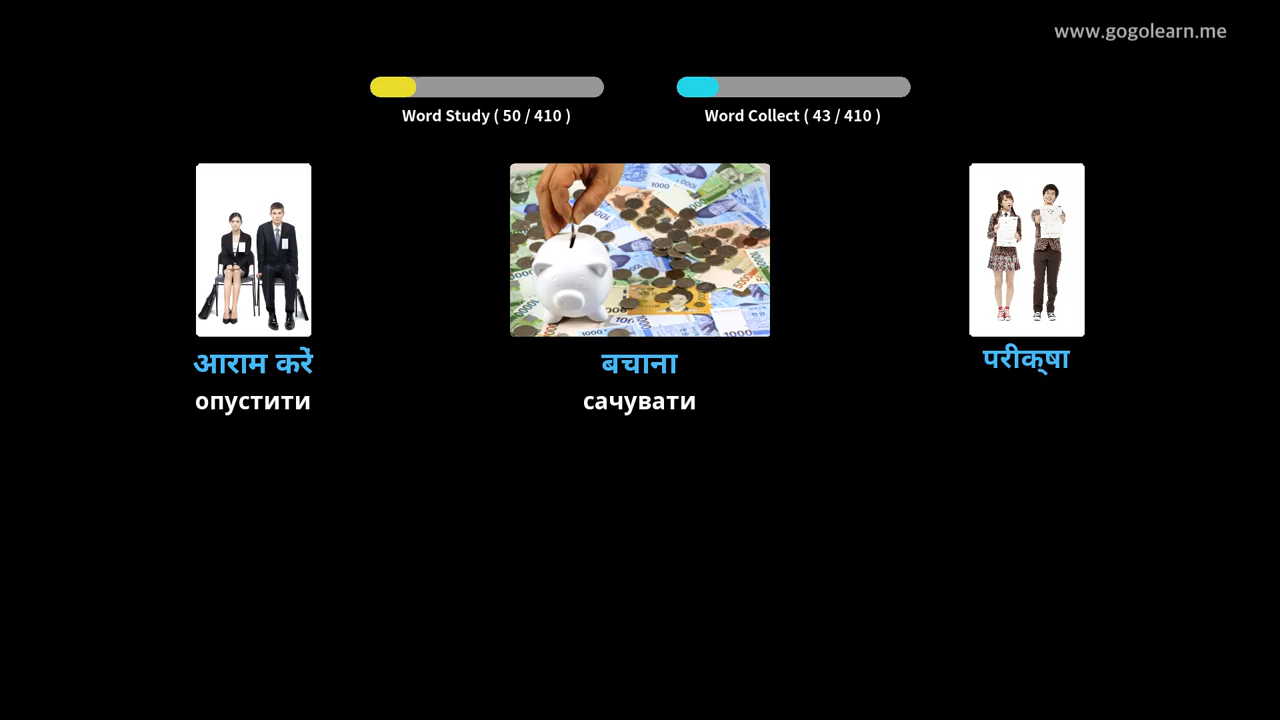 www.gogolearn.me
Word Study ( 50 / 410 )
Word Collect ( 43 / 410 )
आराम करें
опустити
बचाना
сачувати
परीक्षा